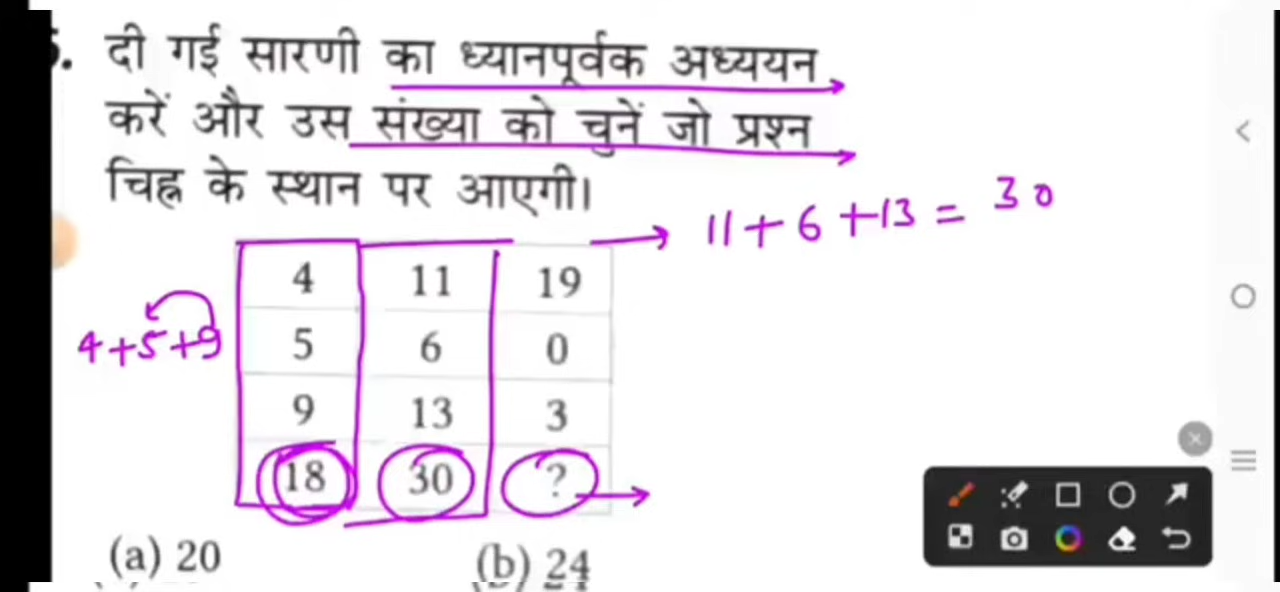 5. दी गई सारणी का ध्यानपूर्वक अध्ययन
करें और उस संख्या को चुनें जो प्रश्न
चिह्न के स्थान पर आएगी।
11+6+13= 30
4 11 19
4+5+9 5 6 0
9 13 3
18 30 ?
(a) 20 (b) 24